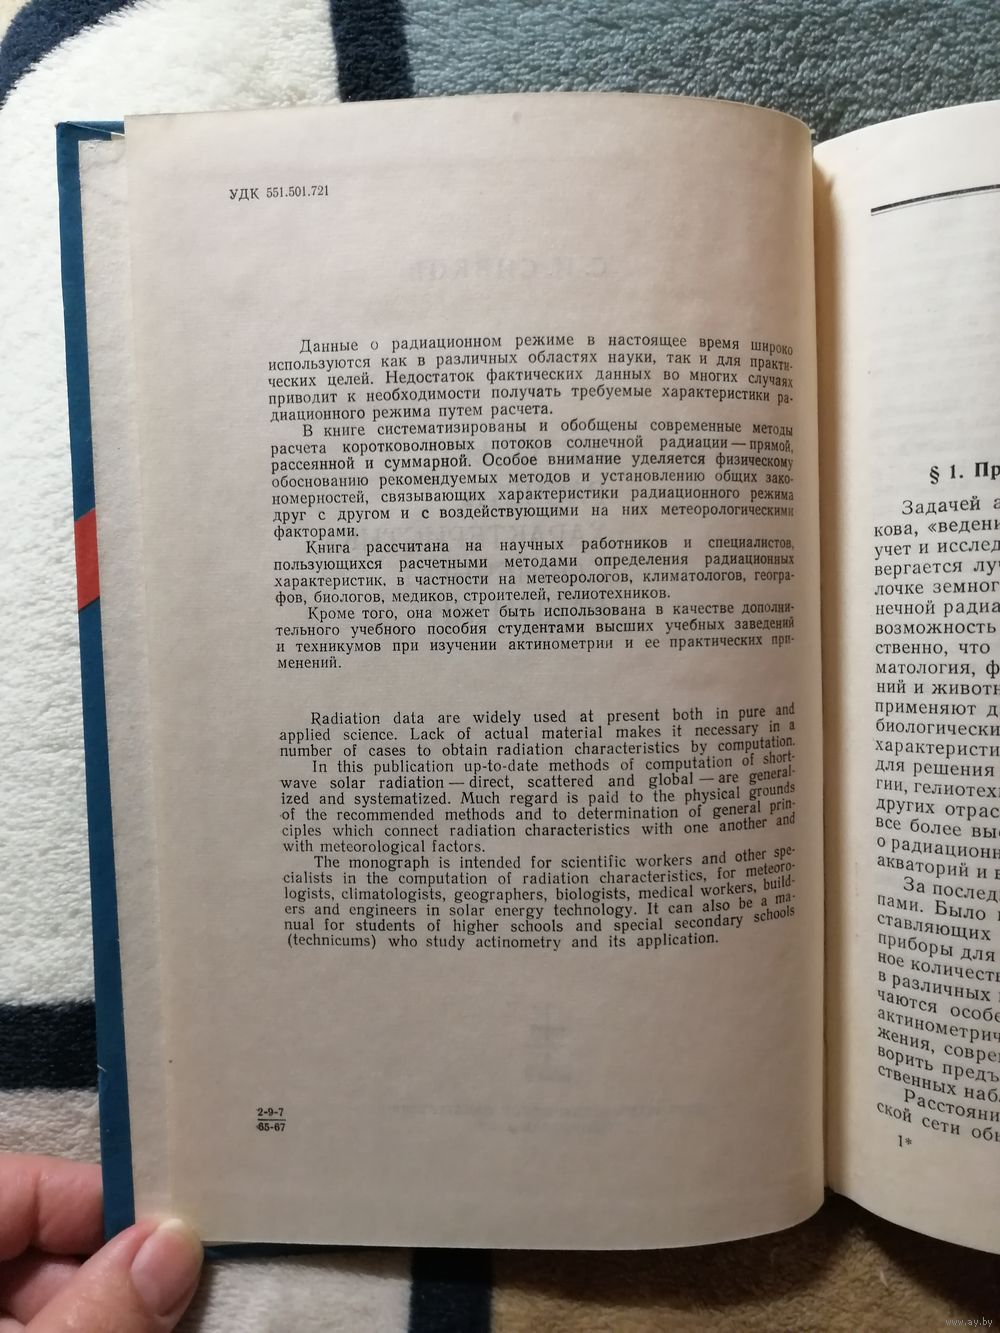 УДК 551.501.721
Данные о радиационном режиме в настоящее время широко
используются как в различных областях науки, так и для практи-
ческих целей. Недостаток фактических данных во многих случаях
приводит к необходимости получать требуемые характеристики ра-
диационного режима путем расчета.
В книге систематизированы и обобщены современные методы
расчета коротковолновых потоков солнечной радиации — прямой,
рассеянной и суммарной. Особое внимание уделяется физическому
обоснованию рекомендуемых методов и установлению общих зако-
номерностей, связывающих характеристики радиационного режима
друг с другом и с воздействующими на них метеорологическими
факторами.
Книга рассчитана на научных работников и специалистов,
пользующихся расчетными методами определения радиационных
характеристик, в частности на метеорологов, климатологов, геогра-
фов, биологов, медиков, строителей, гелиотехников.
Кроме того, она может быть использована в качестве дополни-
тельного учебного пособия студентами высших учебных заведений
и техникумов при изучении актинометрии и ее практических при-
менений.
Radiation data are widely used at present both in pure and
applied science. Lack of actual material makes it necessary in a
number of cases to obtain radiation characteristics by computation.
In this publication up-to-date methods of computation of short-
wave solar radiation — direct, scattered and global — are general-
ized and systematized. Much regard is paid to the physical grounds
of the recommended methods and to determination of general prin-
ciples which connect radiation characteristics with one another and
with meteorological factors.
The monograph is intended for scientific workers and other spe-
cialists in the computation of radiation characteristics, for meteoro-
logists, climatologists, geographers, biologists, medical workers, build-
ers and engineers in solar energy technology. It can also be a ma-
nual for students of higher schools and special secondary schools
(technicums) who study actinometry and its application.
2-9-7
65-67
§ 1. Пр
Задачей а
кова, «ведени
учет и исслед
вергается луч
лочке земног
нечной радиа
возможность
ственно, что
матология, ф
ний и животн
применяют д
биологически
характеристи
для решения
гии, гелиотехн
других отрас
все более выс
о радиационн
акваторий и в
За послед
пами. Было
ставляющих
приборы для
ное количеств
в различных
чаются особе
актинометрич
жения, соврем
ворить предъ
ственных наб
Расстояни
ской сети обн
1*
www.ay.by